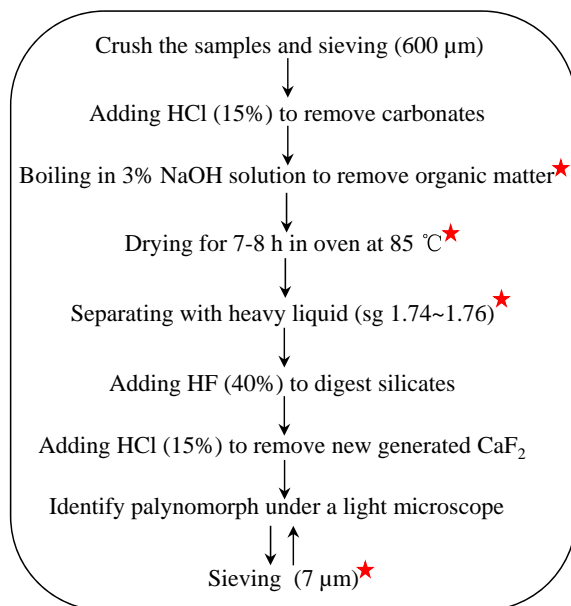 Crush the samples and sieving (600 μm)
Adding HCl (15%) to remove carbonates
Boiling in 3% NaOH solution to remove organic matter
Drying for 7-8 h in oven at 85 ℃
Separating with heavy liquid (sg 1.74~1.76)
Adding HF (40%) to digest silicates
Adding HCl (15%) to remove new generated CaF₂
Identify palynomorph under a light microscope
Sieving (7 μm)